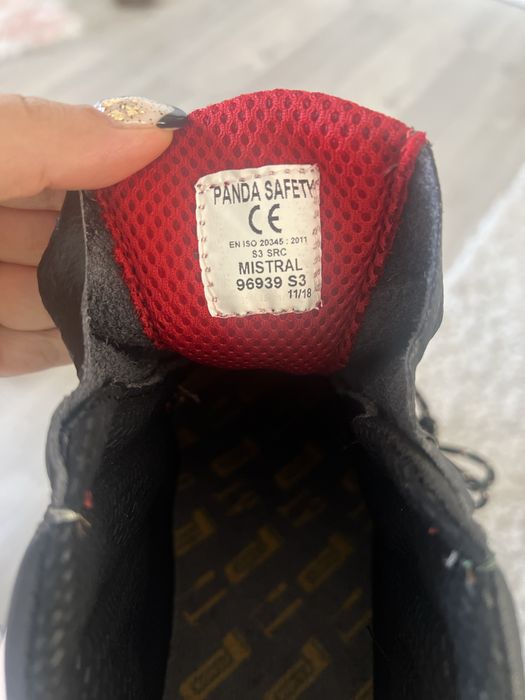 PANDA SAFETY
CE
EN ISO 20345 : 2011
S3 SRC
MISTRAL
96939 S3
11/18